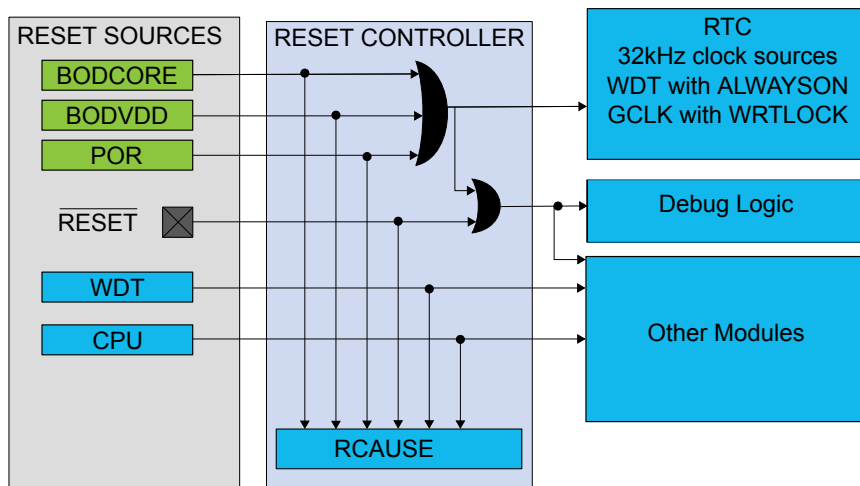 RESET SOURCES
BODCORE
BODVDD
POR
RESET
WDT
CPU
RESET CONTROLLER
RCAUSE
RTC
32kHz clock sources
WDT with ALWAYSON
GCLK with WRTLOCK
Debug Logic
Other Modules